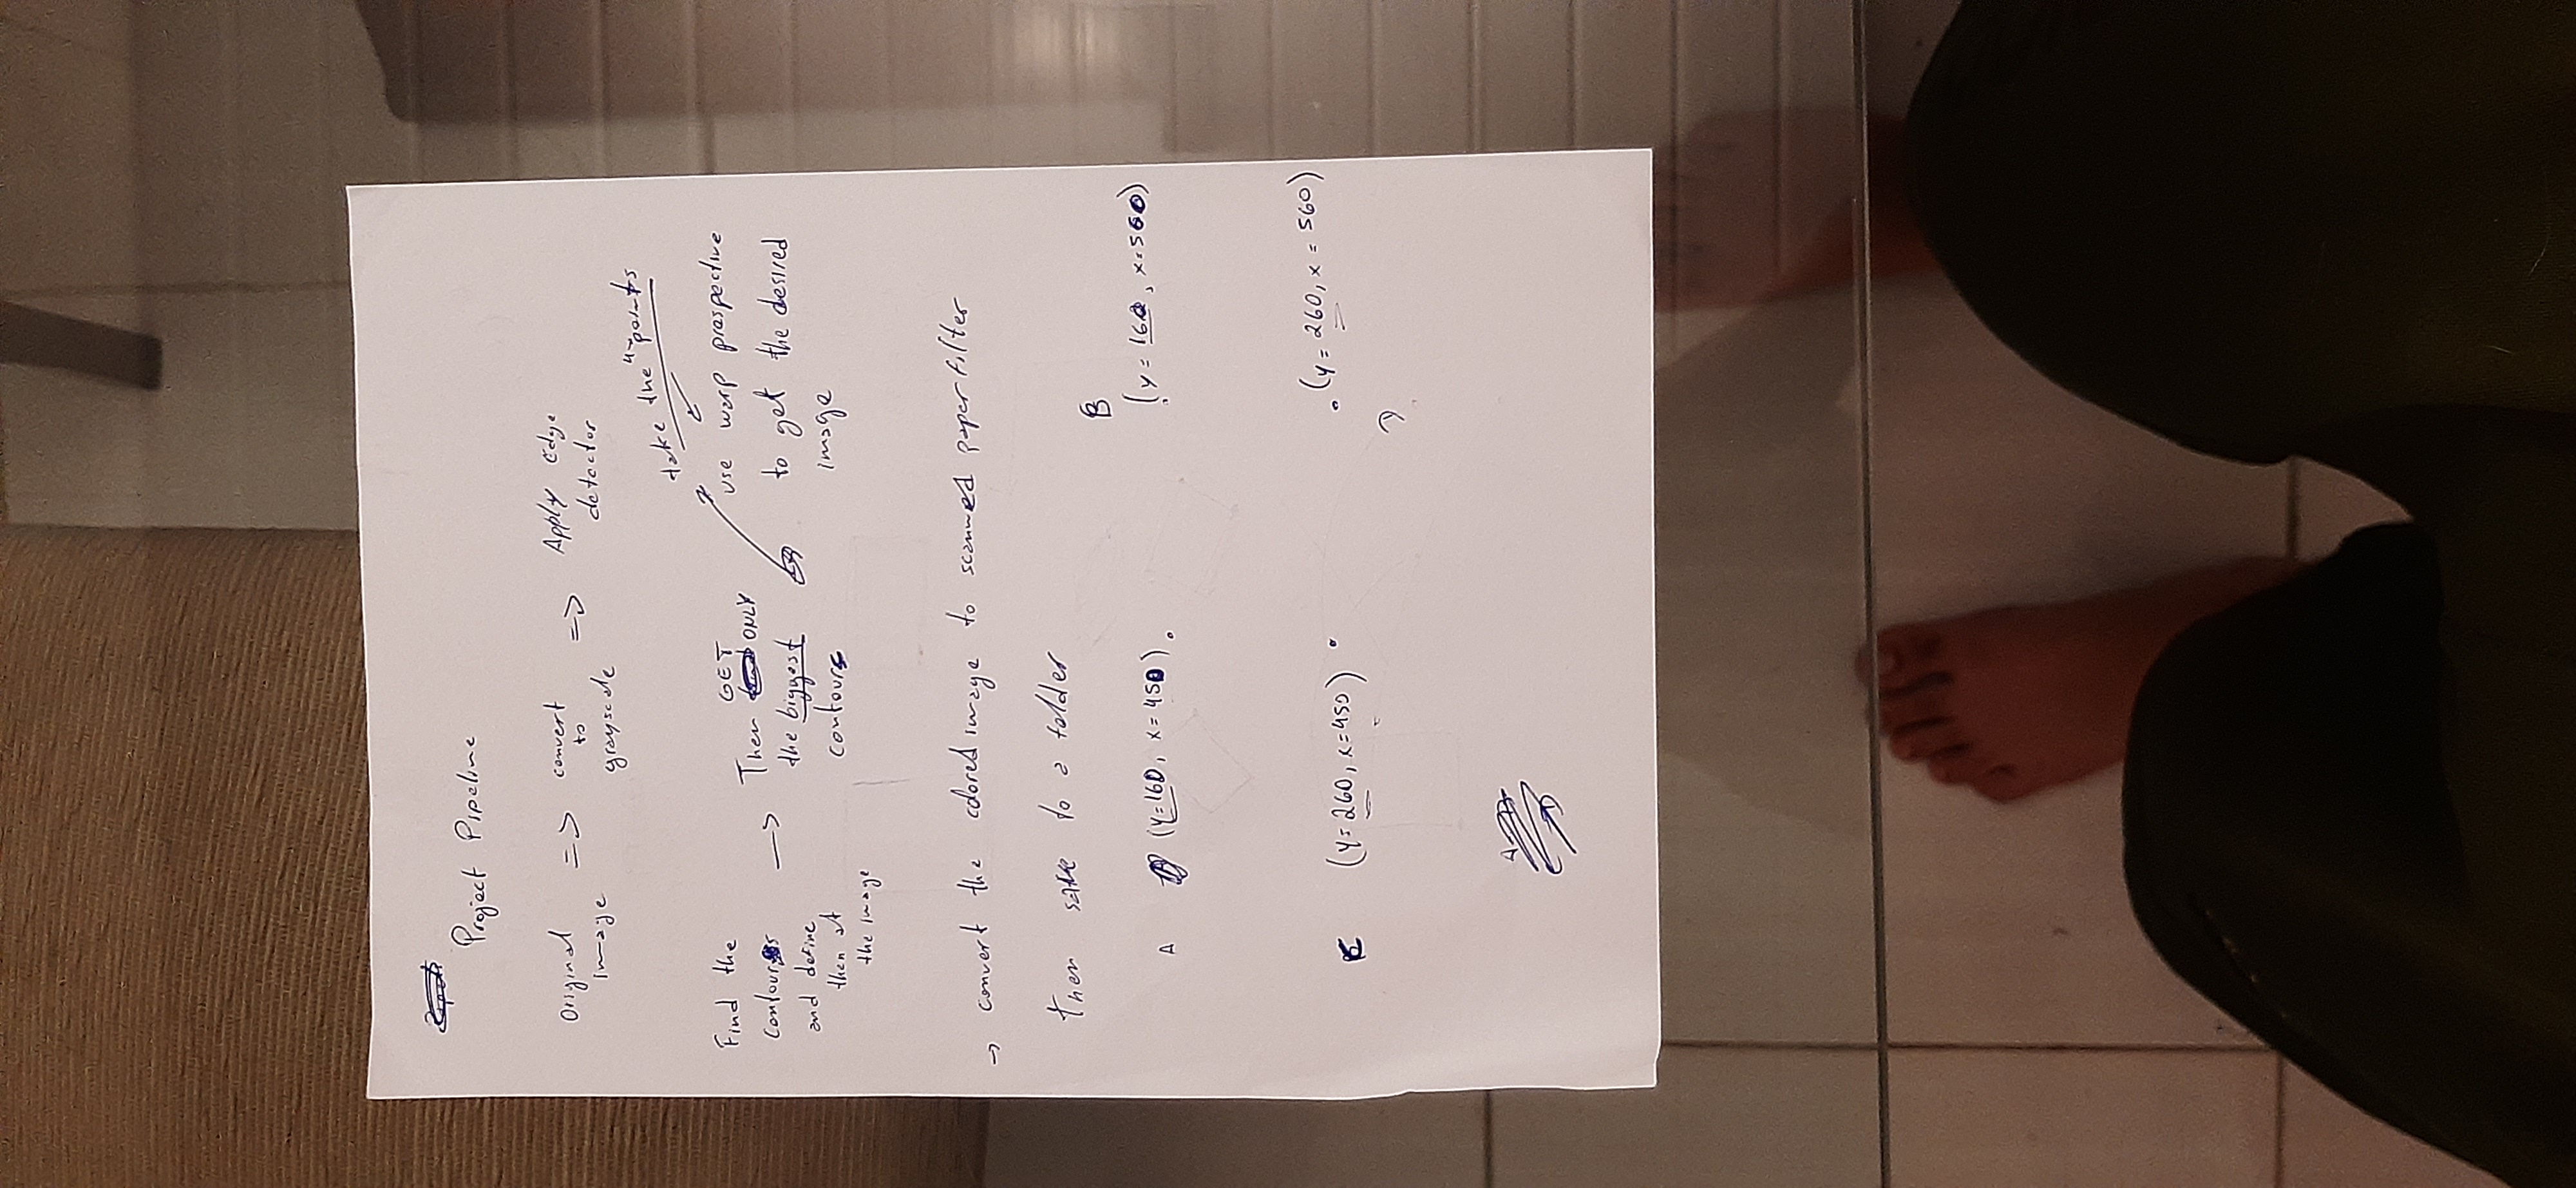 Project Pipeline
Original => convert => Apply Edge
image to detector
grayscale
take the 4 points
Find the
contours
and define
then at
the image
->
GET
Then ONLY
the biggest
contours
use warp prespective
to get the desired
image
-> convert the colored image to scanned paper filter
then save to a folder
B
A (y=160, x=450) .
(y=160, x=560)
C (y=260, x=450) .
. (y=260, x=560)
D